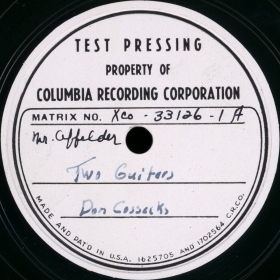 TEST PRESSING
PROPERTY OF
COLUMBIA RECORDING CORPORATION
MATRIX NO. Xco - 33126 - 1 A
Mr.
Two Guitars
Don Cossacks
MADE AND PAT'D IN U.S.A. 1625705 AND 1702564 C.R.CO.